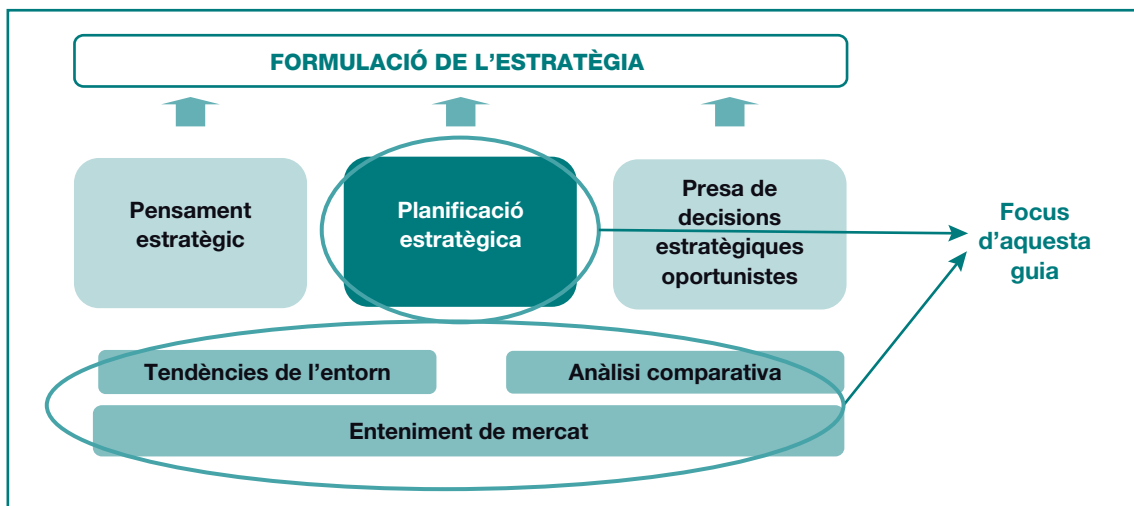 FORMULACIÓ DE L’ESTRATÈGIA
Pensament
estratègic
Planificació
estratègica
Presa de
decisions
estratègiques
oportunistes
Focus
d’aquesta
guia
Tendències de l’entorn
Anàlisi comparativa
Enteniment de mercat